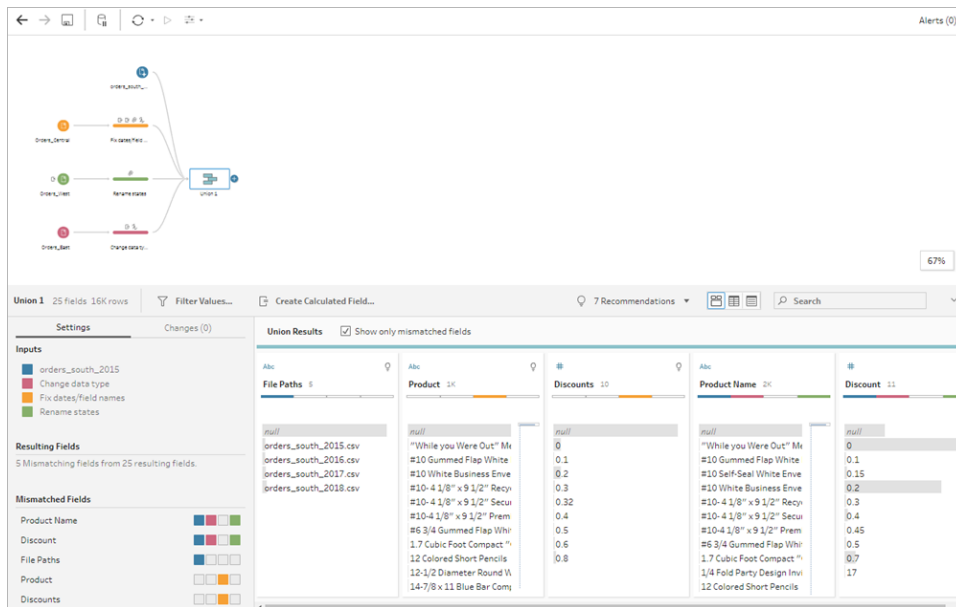 Alerts (0)
orders_south_...
Orders_Central
Fix dates/field ...
Orders_West
Rename states
Union 1
Orders_East
Change data ty...
67%
Union 1 25 fields 16K rows Filter Values... Create Calculated Field... 7 Recommendations Search
Settings Changes (0)
Union Results Show only mismatched fields
Inputs
orders_south_2015
Change data type
Fix dates/field names
Rename states
Resulting Fields
5 Mismatching fields from 25 resulting fields.
Mismatched Fields
Product Name
Discount
File Paths
Product
Discounts
Abc
File Paths 5
null
orders_south_2015.csv
orders_south_2016.csv
orders_south_2017.csv
orders_south_2018.csv
Abc
Product 1K
null
"While you Were Out" Me
#10 Gummed Flap White
#10 White Business Enve
#10- 4 1/8" x 9 1/2" Recy
#10- 4 1/8" x 9 1/2" Secur
#10-4 1/8" x 9 1/2" Prem
#6 3/4 Gummed Flap Whi
1.7 Cubic Foot Compact "
12 Colored Short Pencils
12-1/2 Diameter Round W
14-7/8 x 11 Blue Bar Com
#
Discounts 10
null
0
0.1
0.2
0.3
0.32
0.4
0.5
0.6
0.8
Abc
Product Name 2K
null
"While you Were Out" Me
#10 Gummed Flap White
#10 Self-Seal White Enve
#10 White Business Enve
#10- 4 1/8" x 9 1/2" Recy
#10- 4 1/8" x 9 1/2" Secur
#10-4 1/8" x 9 1/2" Prem
#6 3/4 Gummed Flap Whi
1.7 Cubic Foot Compact "
1/4 Fold Party Design Invi
12 Colored Short Pencils
#
Discount 11
null
0
0.1
0.15
0.2
0.3
0.4
0.45
0.5
0.7
17